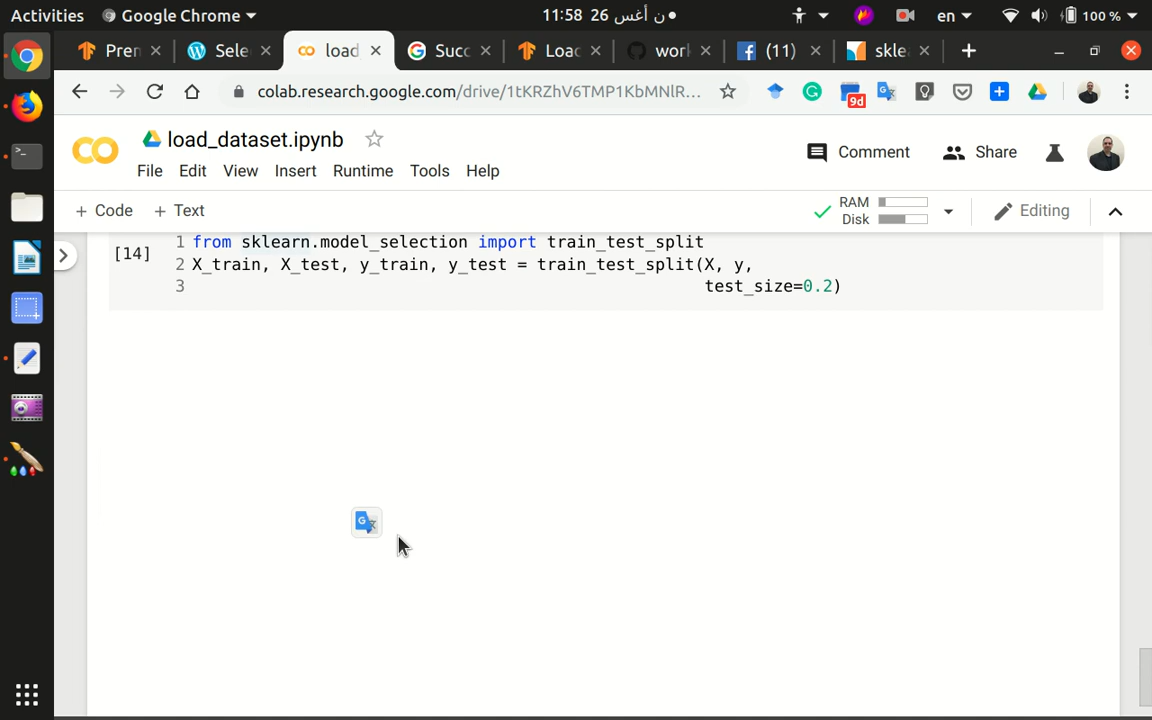 Activities Google Chrome 11:58 26 ن أغس en 100 %
Pren Sele load Succ Load worl (11) skle
colab.research.google.com/drive/1tKRZhV6TMP1KbMNlR... 9d
load_dataset.ipynb
Comment Share
File Edit View Insert Runtime Tools Help
+ Code + Text RAM Disk Editing
[14] 1 from sklearn.model_selection import train_test_split
2 X_train, X_test, y_train, y_test = train_test_split(X, y,
3 test_size=0.2)